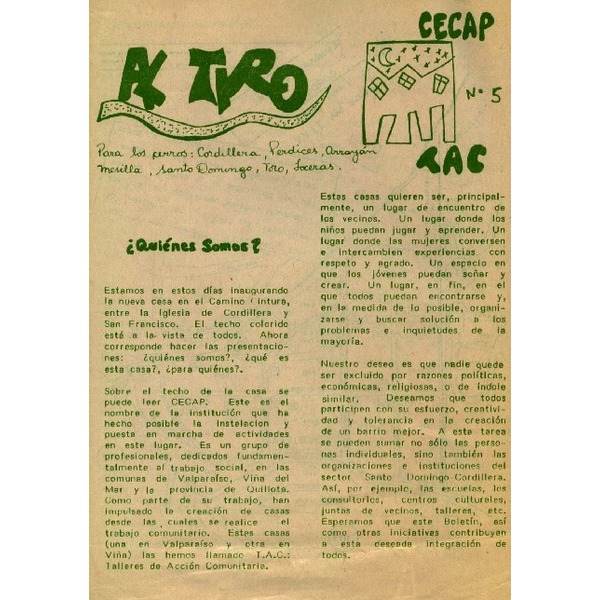 AL TIRO
CECAP
Nº 5
TAC
Para los cerros: Cordillera, Perdices, Arrayán
Mesilla, Santo Domingo, Toro, Loceras.
¿Quiénes Somos?
Estamos en estos días inaugurando
la nueva casa en el Camino Cintura,
entre la Iglesia de Cordillera y
San Francisco. El techo colorido
está a la vista de todos. Ahora
corresponde hacer las presentacio-
nes: ¿quiénes somos?, ¿qué es
esta casa?, ¿para quiénes?.
Sobre el techo de la casa se
puede leer CECAP. Este es el
nombre de la institución que ha
hecho posible la instelacion y
puesta en marcha de actividades
en este lugar. Es un grupo de
profesionales, dedicados fundamen-
talmente al trabajo social, en las
comunas de Valparaíso, Viña del
Mar y la provincia de Quillota.
Como parte de su trabajo, han
impulsado la creación de casas
desde las cuales se realice el
trabajo comunitario. Estas casas
(una en Valparaíso y otra en
Viña) las hemos llamado T.A.C.:
Talleres de Acción Comunitaria.
Estas casas quieren ser, principal-
mente, un lugar de encuentro de
los vecinos. Un lugar donde los
niños puedan jugar y aprender. Un
lugar donde las mujeres conversen
e intercambien experiencias con
respeto y agrado. Un espacio en
que los jóvenes puedan soñar y
crear. Un lugar, en fin, en el
que todos puedan encontrarse y,
en la medida de lo posible, organi-
zarse y buscar solución a los
problemas e inquietudes de la
mayoría.
Nuestro deseo es que nadie quede
ser excluido por razones políticas,
económicas, religiosas, o de índole
similar. Deseamos que todos
participen con su esfuerzo, creativi-
dad y tolerancia en la creación
de un barrio mejor. A esta tarea
se pueden sumar no sólo las perso-
nas individuales, sino también las
organizaciones e instituciones del
sector Santo Domingo-Cordillera.
Así, por ejemplo, las escuelas, los
consultorios, centros culturales,
juntas de vecinos, talleres, etc.
Esperamos que este Boletín, así
como otras iniciativas contribuyen
a esta deseada integración de
todos.